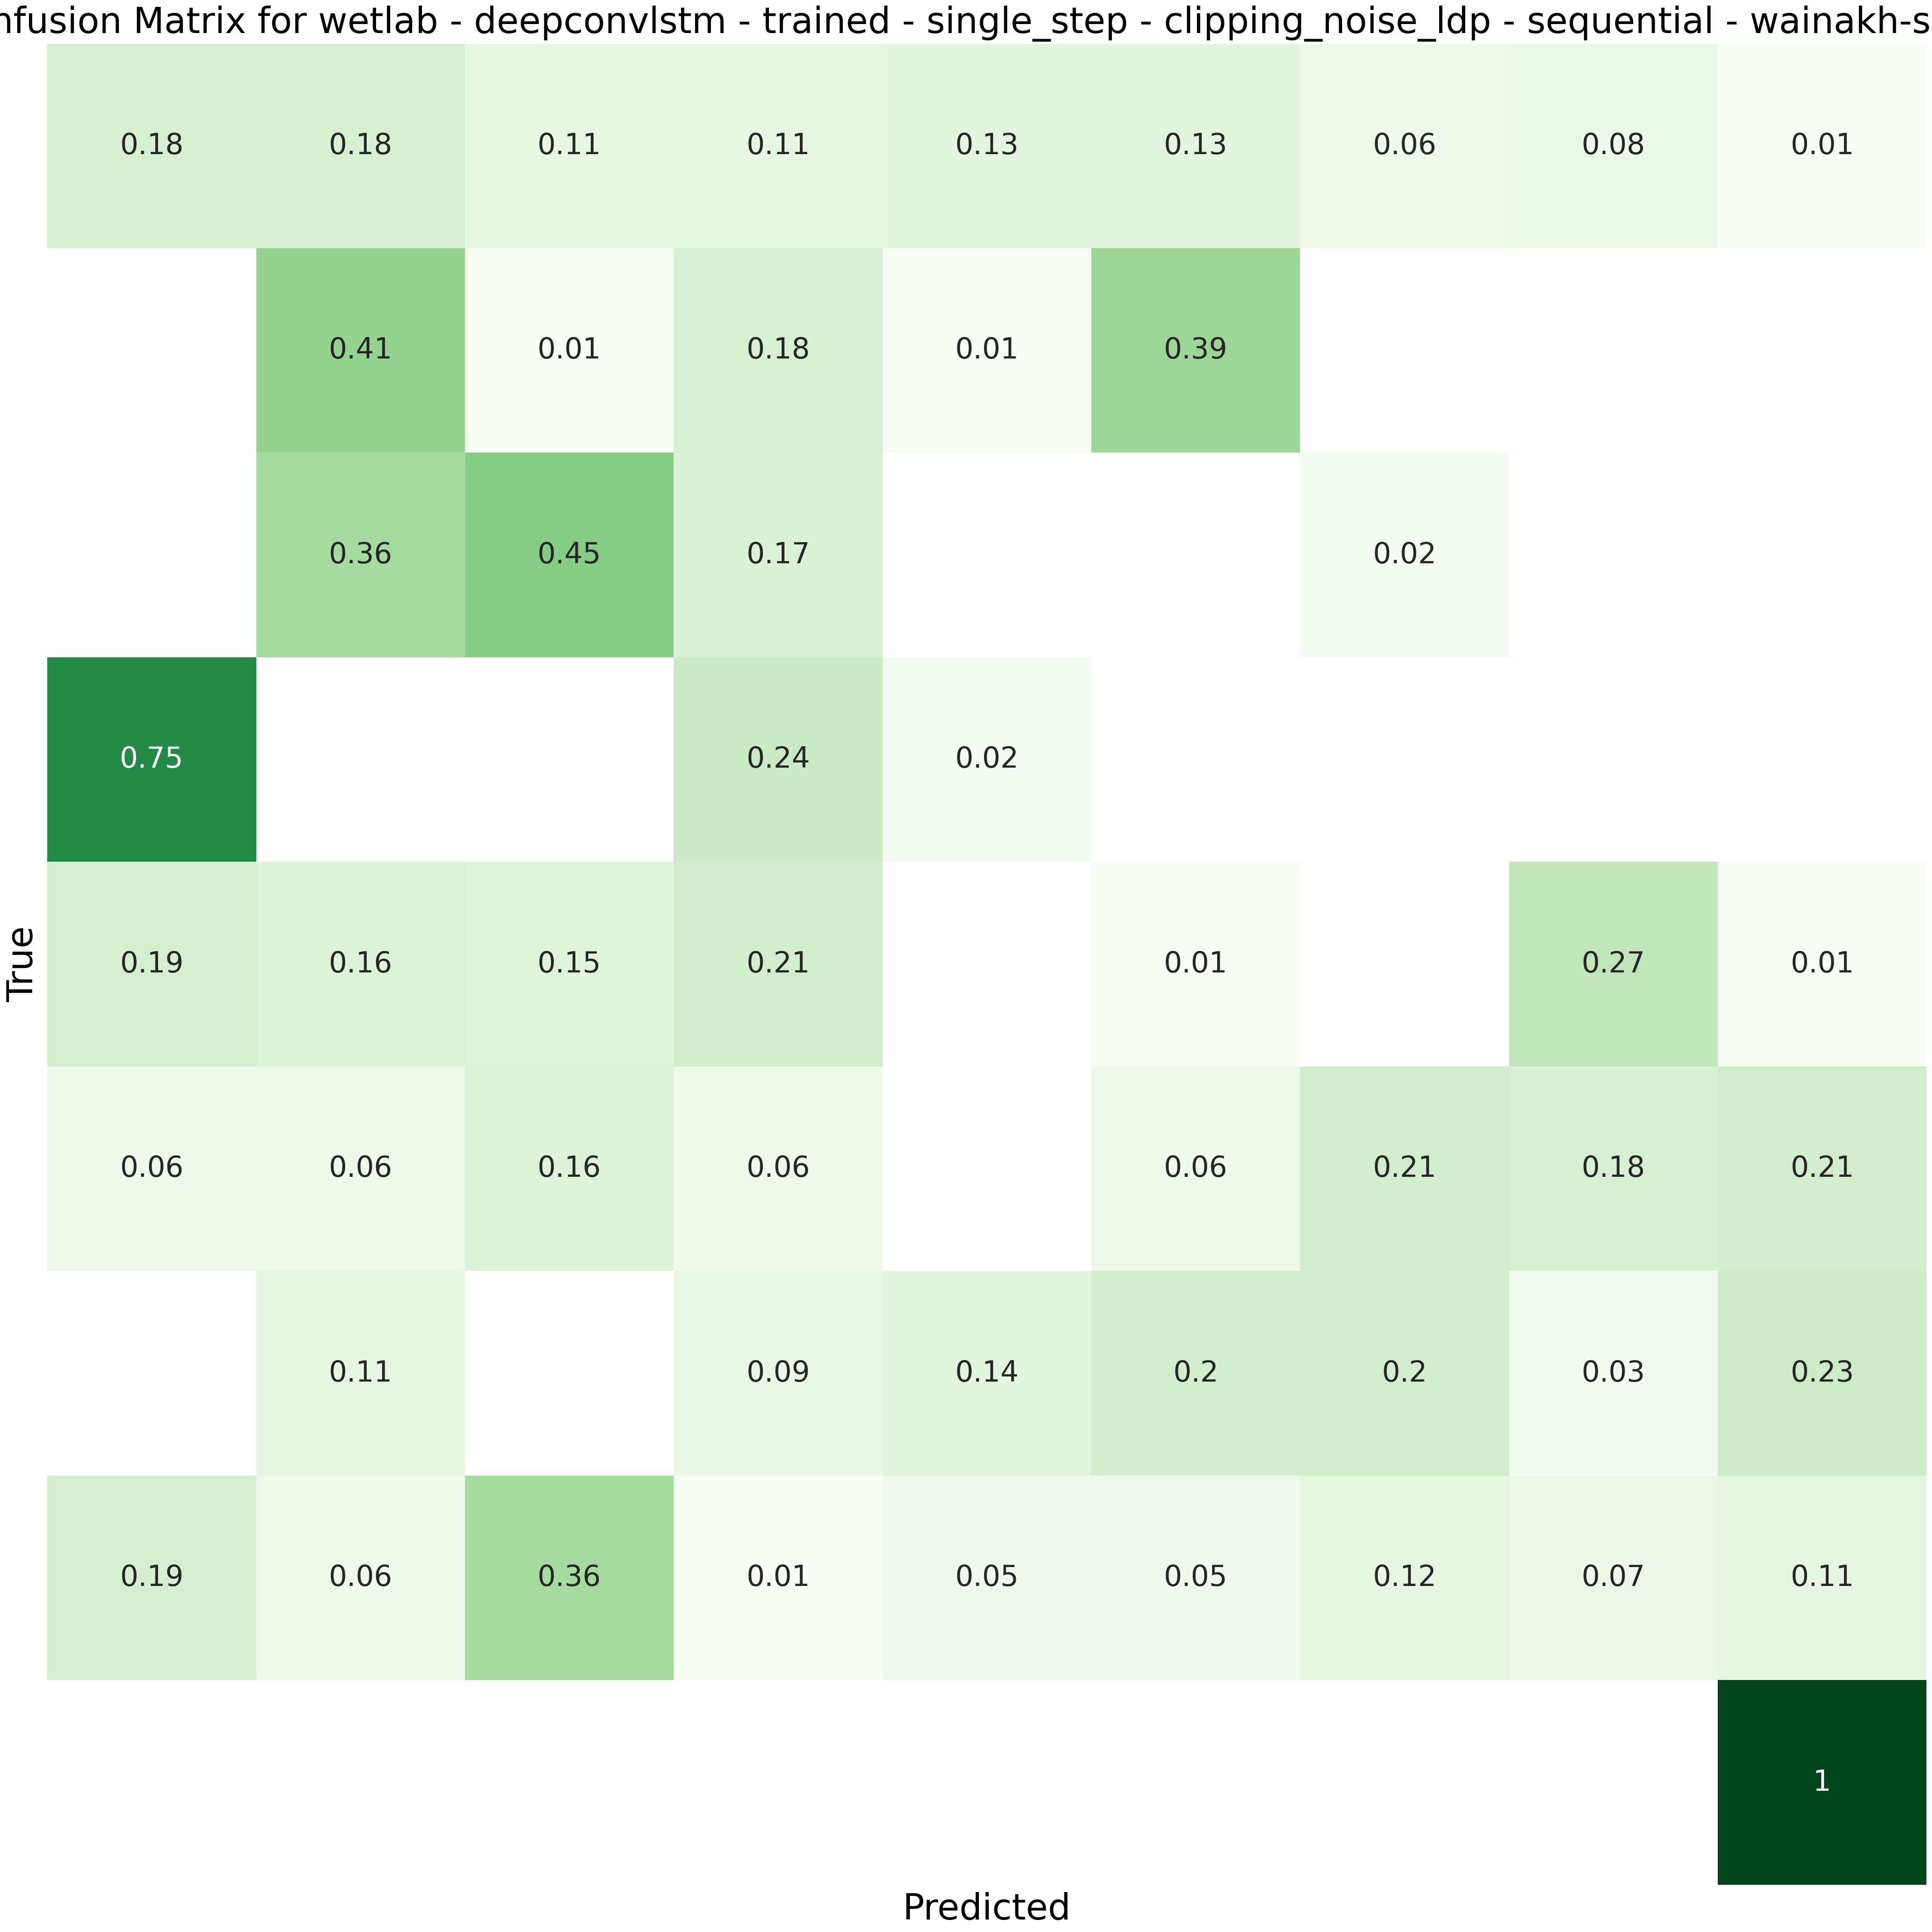 nfusion Matrix for wetlab - deepconvlstm - trained - single_step - clipping_noise_ldp - sequential - wainakh-s
0.18 0.18 0.11 0.11 0.13 0.13 0.06 0.08 0.01
0.41 0.01 0.18 0.01 0.39
0.36 0.45 0.17 0.02
0.75 0.24 0.02
True
0.19 0.16 0.15 0.21 0.01 0.27 0.01
0.06 0.06 0.16 0.06 0.06 0.21 0.18 0.21
0.11 0.09 0.14 0.2 0.2 0.03 0.23
0.19 0.06 0.36 0.01 0.05 0.05 0.12 0.07 0.11
1
Predicted